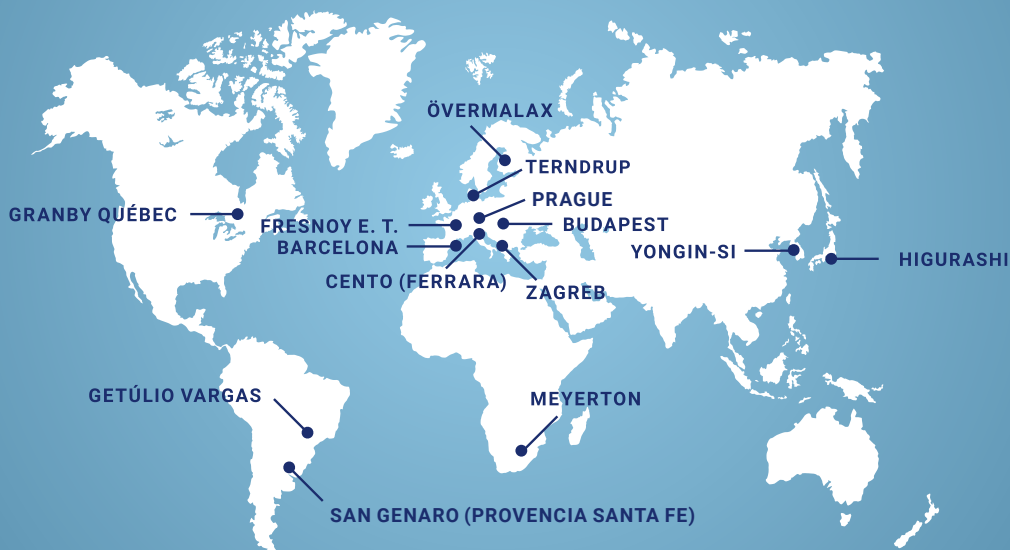 ÖVERMALAX
TERNDRUP
PRAGUE
GRANBY QUÉBEC
FRESNOY E. T.
BUDAPEST
BARCELONA
YONGIN-SI
HIGURASHI
CENTO (FERRARA)
ZAGREB
GETÚLIO VARGAS
MEYERTON
SAN GENARO (PROVENCIA SANTA FE)